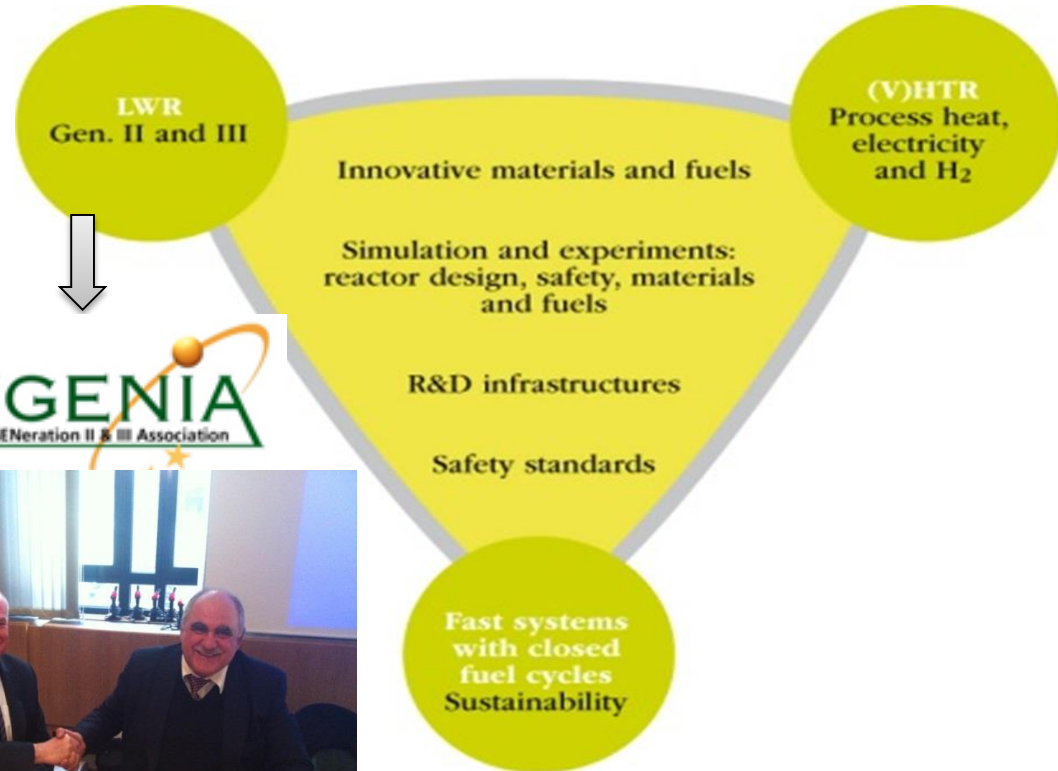 LWR
Gen. II and III
(V)HTR
Process heat,
electricity
and H₂
Innovative materials and fuels
Simulation and experiments:
reactor design, safety, materials
and fuels
R&D infrastructures
Safety standards
GENIA
ENeration II & III Association
Fast systems
with closed
fuel cycles
Sustainability